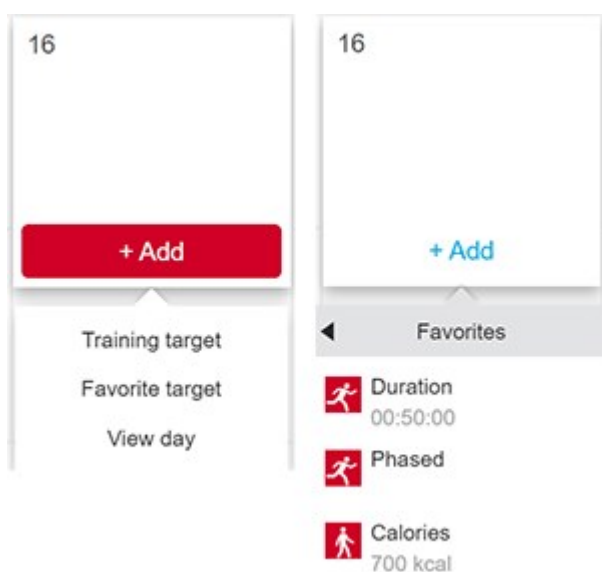 16
+ Add
Training target
Favorite target
View day
16
+ Add
Favorites
Duration
00:50:00
Phased
Calories
700 kcal